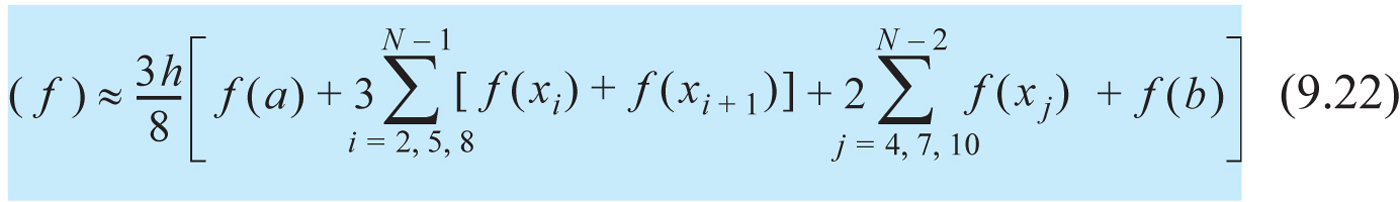 (f) ≈ 3h/8 [ f(a) + 3 ∑_{i = 2, 5, 8}^{N – 1} [f(x_i) + f(x_{i + 1})] + 2 ∑_{j = 4, 7, 10}^{N – 2} f(x_j) + f(b) ] (9.22)